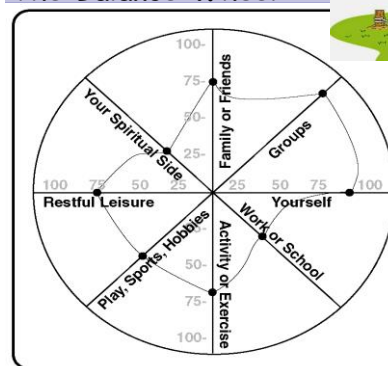 100-
75-
50-
25-
Family or Friends
Your Spiritual Side
Groups
100 75 50 25
25 50 75 100
Restful Leisure
Yourself
Play, Sports, Hobbies
Activity or Exercise
Work or School
50-
75-
100-